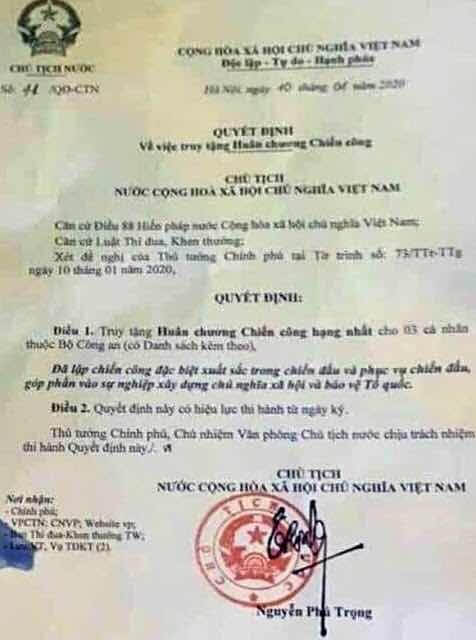 CHỦ TỊCH NƯỚC
CỘNG HÒA XÃ HỘI CHỦ NGHĨA VIỆT NAM
Độc lập - Tự do - Hạnh phúc
Số: 41 /QĐ-CTN
Hà Nội, ngày 10 tháng 01 năm 2020
QUYẾT ĐỊNH
Về việc truy tặng Huân chương Chiến công
CHỦ TỊCH
NƯỚC CỘNG HOÀ XÃ HỘI CHỦ NGHĨA VIỆT NAM
Căn cứ Điều 88 Hiến pháp nước Cộng hòa xã hội chủ nghĩa Việt Nam;
Căn cứ Luật Thi đua, Khen thưởng;
Xét đề nghị của Thủ tướng Chính phủ tại Tờ trình số: 73/TTr-TTg
ngày 10 tháng 01 năm 2020,
QUYẾT ĐỊNH:
Điều 1. Truy tặng Huân chương Chiến công hạng nhất cho 03 cá nhân
thuộc Bộ Công an (có Danh sách kèm theo),
Đã lập chiến công đặc biệt xuất sắc trong chiến đấu và phục vụ chiến đấu,
góp phần vào sự nghiệp xây dựng chủ nghĩa xã hội và bảo vệ Tổ quốc.
Điều 2. Quyết định này có hiệu lực thi hành từ ngày ký.
Thủ tướng Chính phủ, Chủ nhiệm Văn phòng Chủ tịch nước chịu trách nhiệm
thi hành Quyết định này./.
CHỦ TỊCH
NƯỚC CỘNG HÒA XÃ HỘI CHỦ NGHĨA VIỆT NAM
Nơi nhận:
- Chính phủ;
- VPCTN: CNVP; Website vp;
- Ban Thi đua-Khen thưởng TW;
- Lưu: VT, Vụ TĐKT (2).
CHỦ TỊCH
Nguyễn Phú Trọng